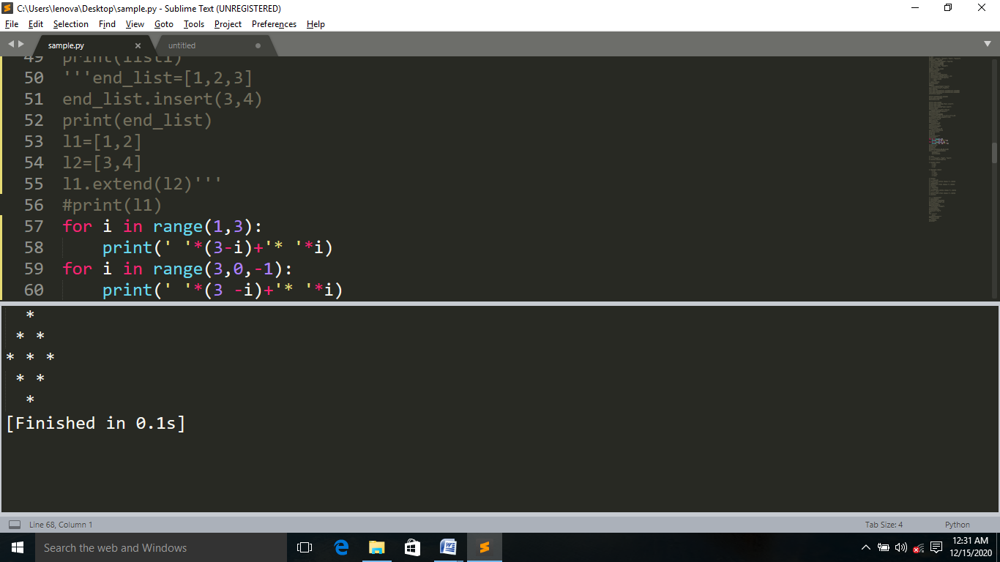 C:\Users\lenova\Desktop\sample.py - Sublime Text (UNREGISTERED)
File Edit Selection Find View Goto Tools Project Preferences Help
sample.py × untitled
49 print(list1)
50 '''end_list=[1,2,3]
51 end_list.insert(3,4)
52 print(end_list)
53 l1=[1,2]
54 l2=[3,4]
55 l1.extend(l2)'''
56 #print(l1)
57 for i in range(1,3):
58     print(' '*(3-i)+'* '*i)
59 for i in range(3,0,-1):
60     print(' '*(3 -i)+'* '*i)
  *
 * *
* * *
 * *
  *
[Finished in 0.1s]
Line 68, Column 1 Tab Size: 4 Python
Search the web and Windows
12:31 AM
12/15/2020